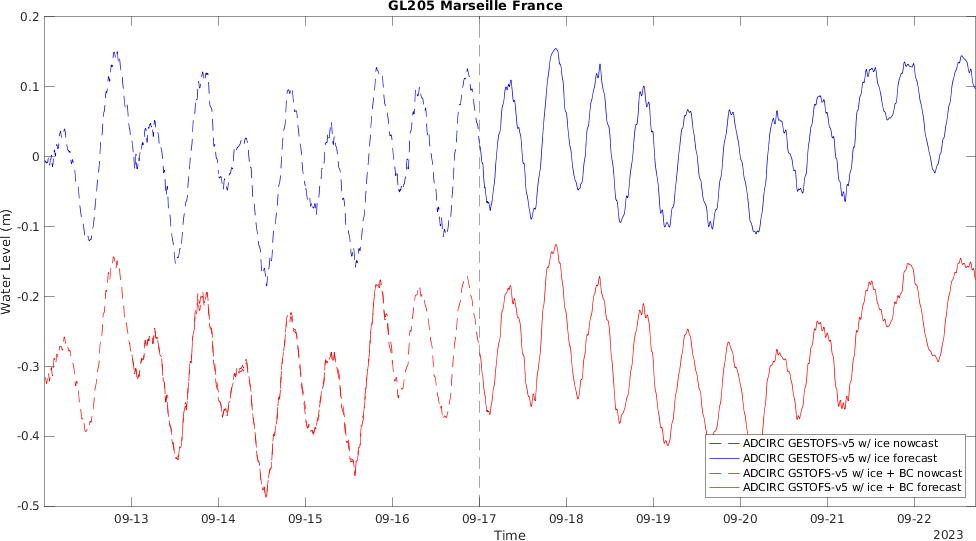 GL205 Marseille France
0.2
0.1
0
-0.1
-0.2
-0.3
-0.4
-0.5
Water Level (m)
ADCIRC GESTOFS-v5 w/ ice nowcast
ADCIRC GESTOFS-v5 w/ ice forecast
ADCIRC GSTOFS-v5 w/ ice + BC nowcast
ADCIRC GSTOFS-v5 w/ ice + BC forecast
09-13 09-14 09-15 09-16 09-17 09-18 09-19 09-20 09-21 09-22
Time
2023